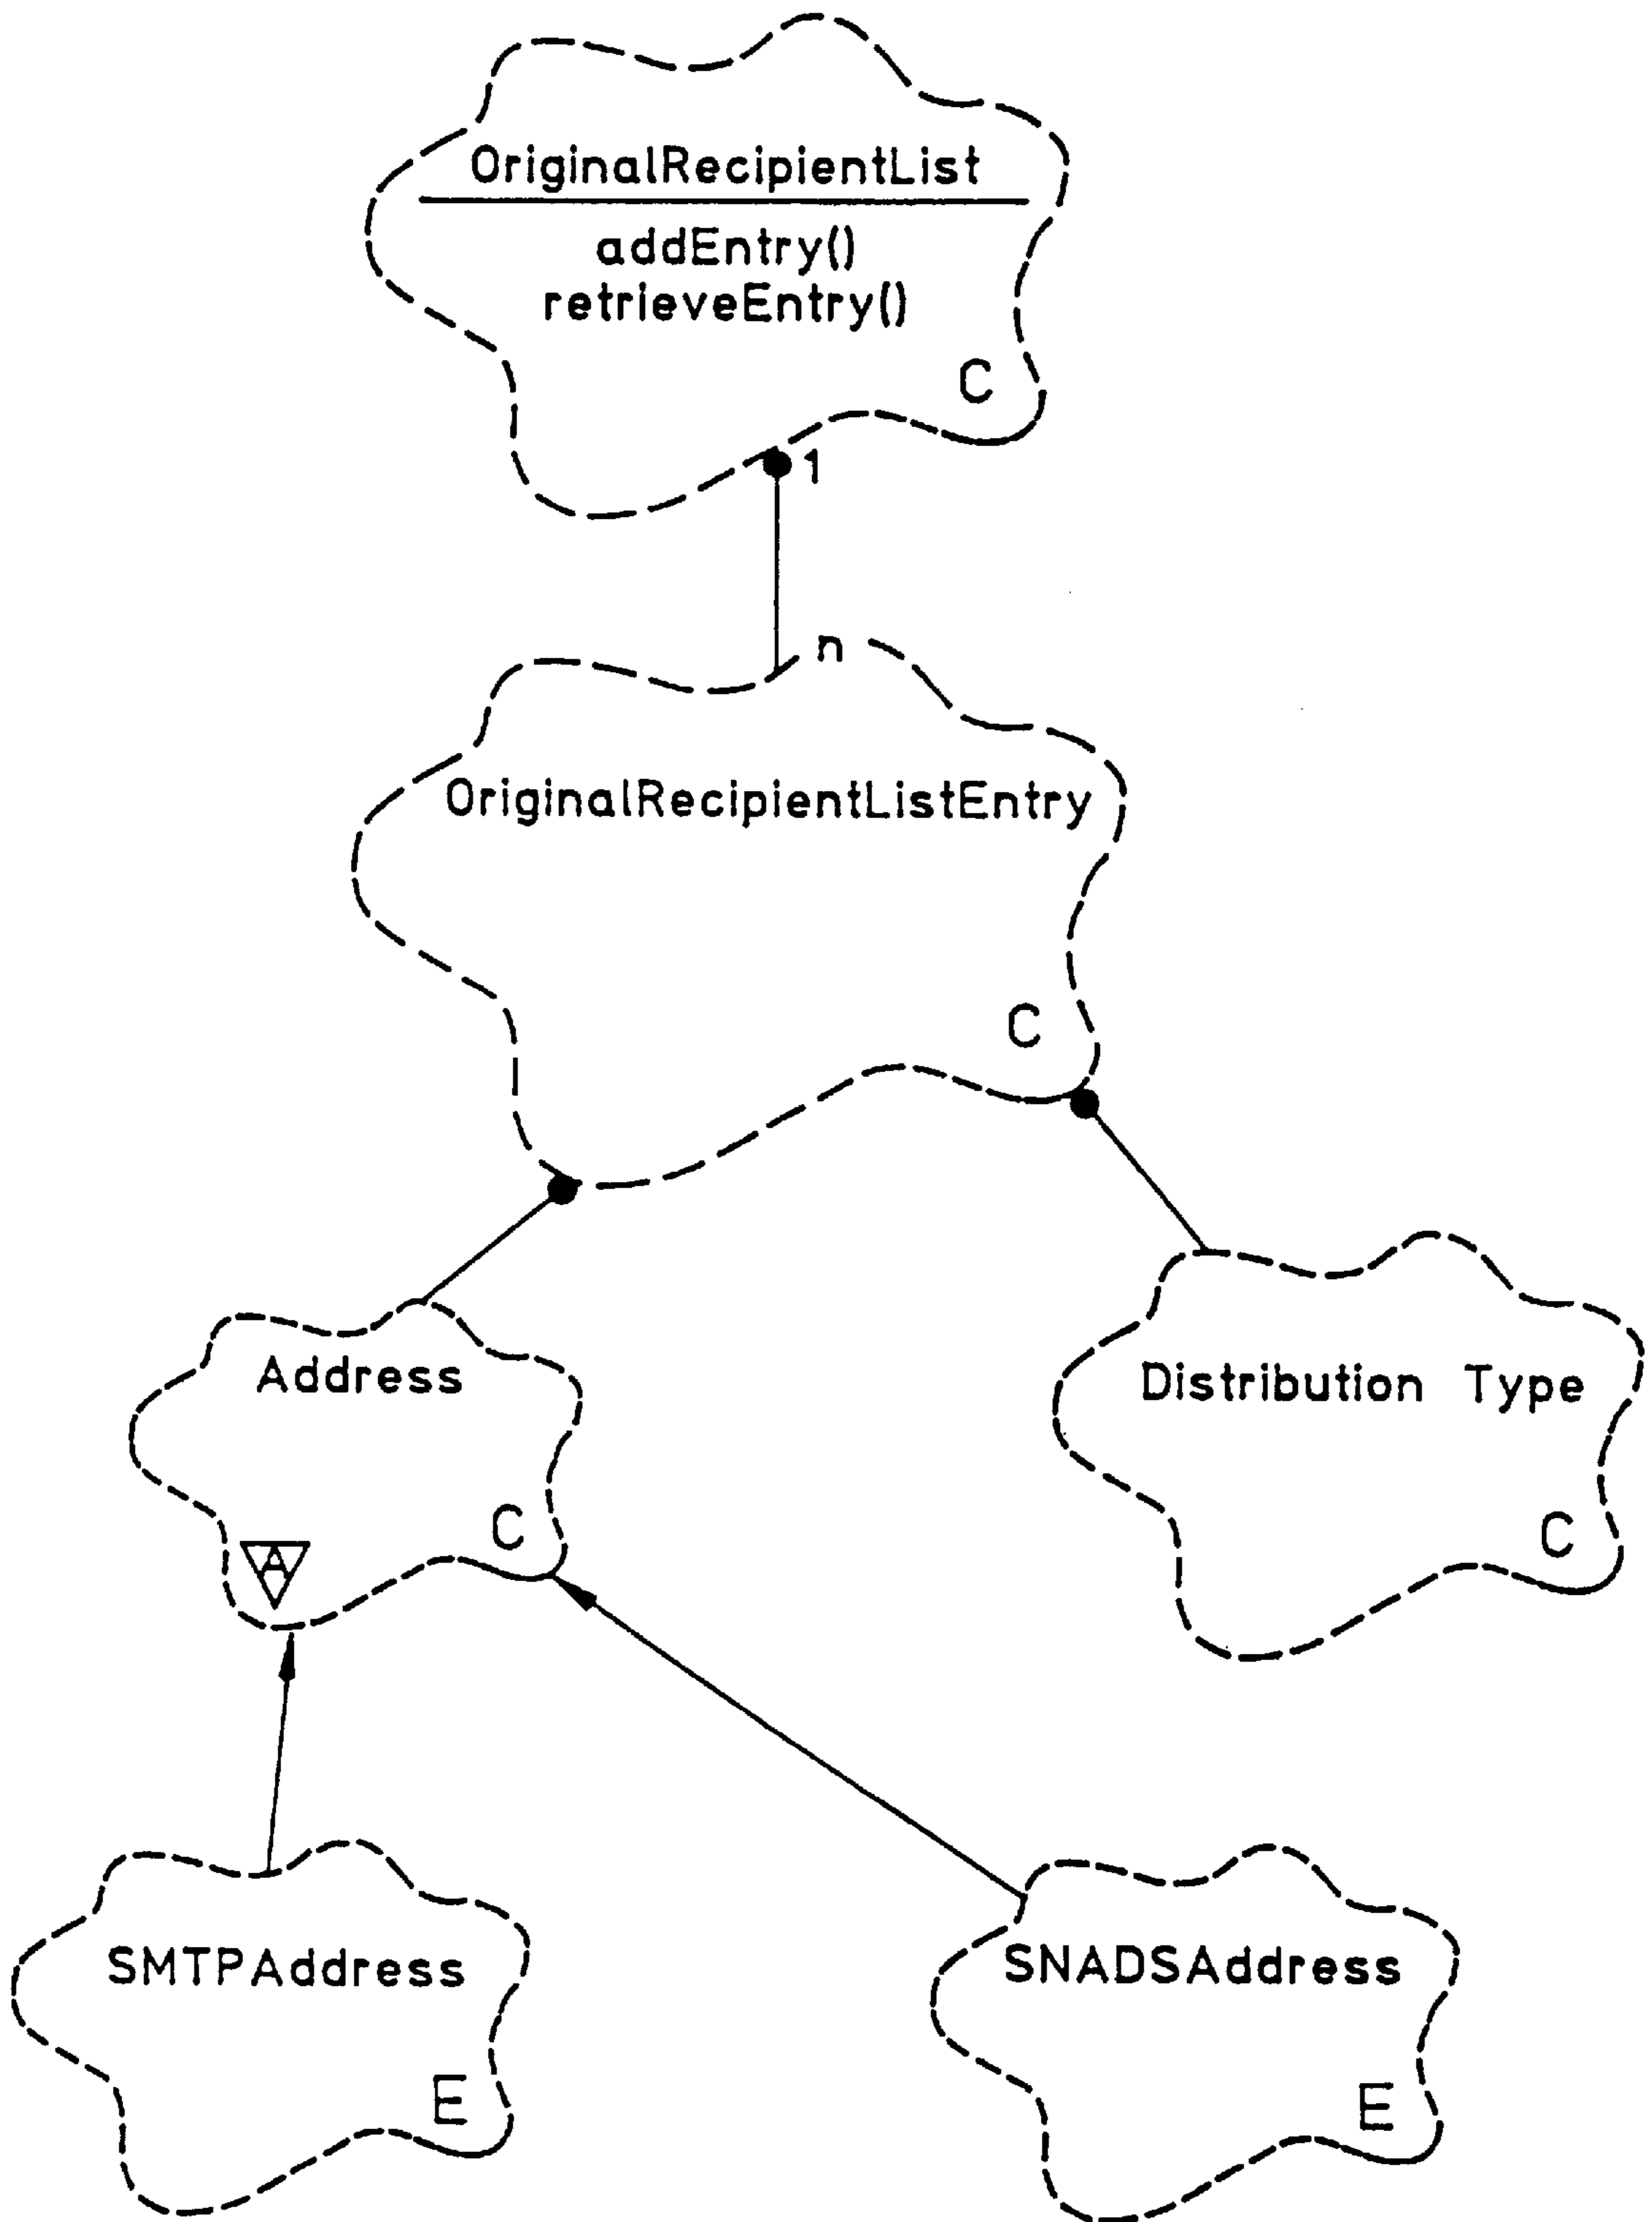 OriginalRecipientList
addEntry()
retrieveEntry()
C
1
n
OriginalRecipientListEntry
C
Address
C
A
Distribution Type
C
SMTPAddress
E
SNADSAddress
E